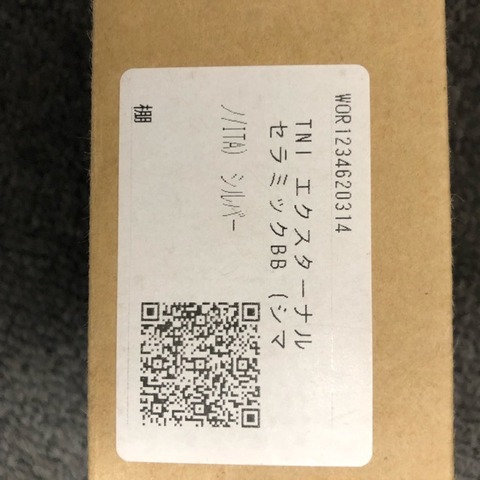 WOR1234620314
TNI エクスターナル
セラミックBB (シマ
ノ/ITA) シルバー
棚